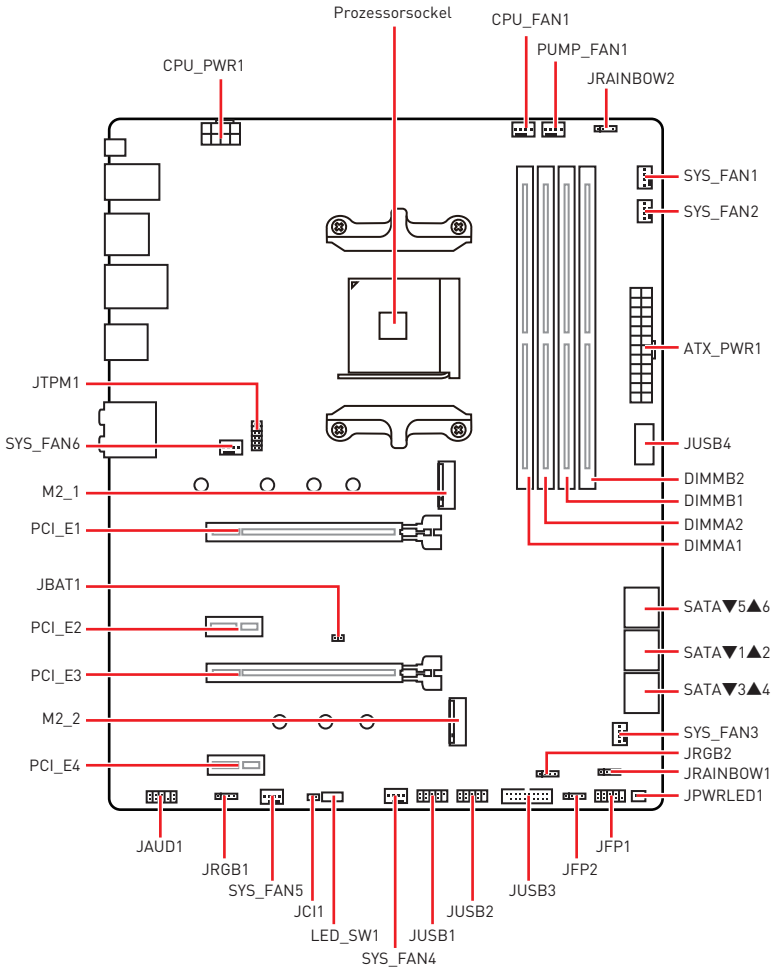 Prozessorsockel
CPU_FAN1
PUMP_FAN1
CPU_PWR1
JRAINBOW2
SYS_FAN1
SYS_FAN2
ATX_PWR1
JTPM1
SYS_FAN6
JUSB4
M2_1
DIMMB2
DIMMB1
PCI_E1
DIMMA2
DIMMA1
JBAT1
SATA▼5▲6
PCI_E2
SATA▼1▲2
PCI_E3
SATA▼3▲4
M2_2
SYS_FAN3
JRGB2
PCI_E4
JRAINBOW1
JPWRLED1
JAUD1
JFP1
JRGB1
JFP2
SYS_FAN5
JUSB3
JCI1
JUSB2
LED_SW1
JUSB1
SYS_FAN4